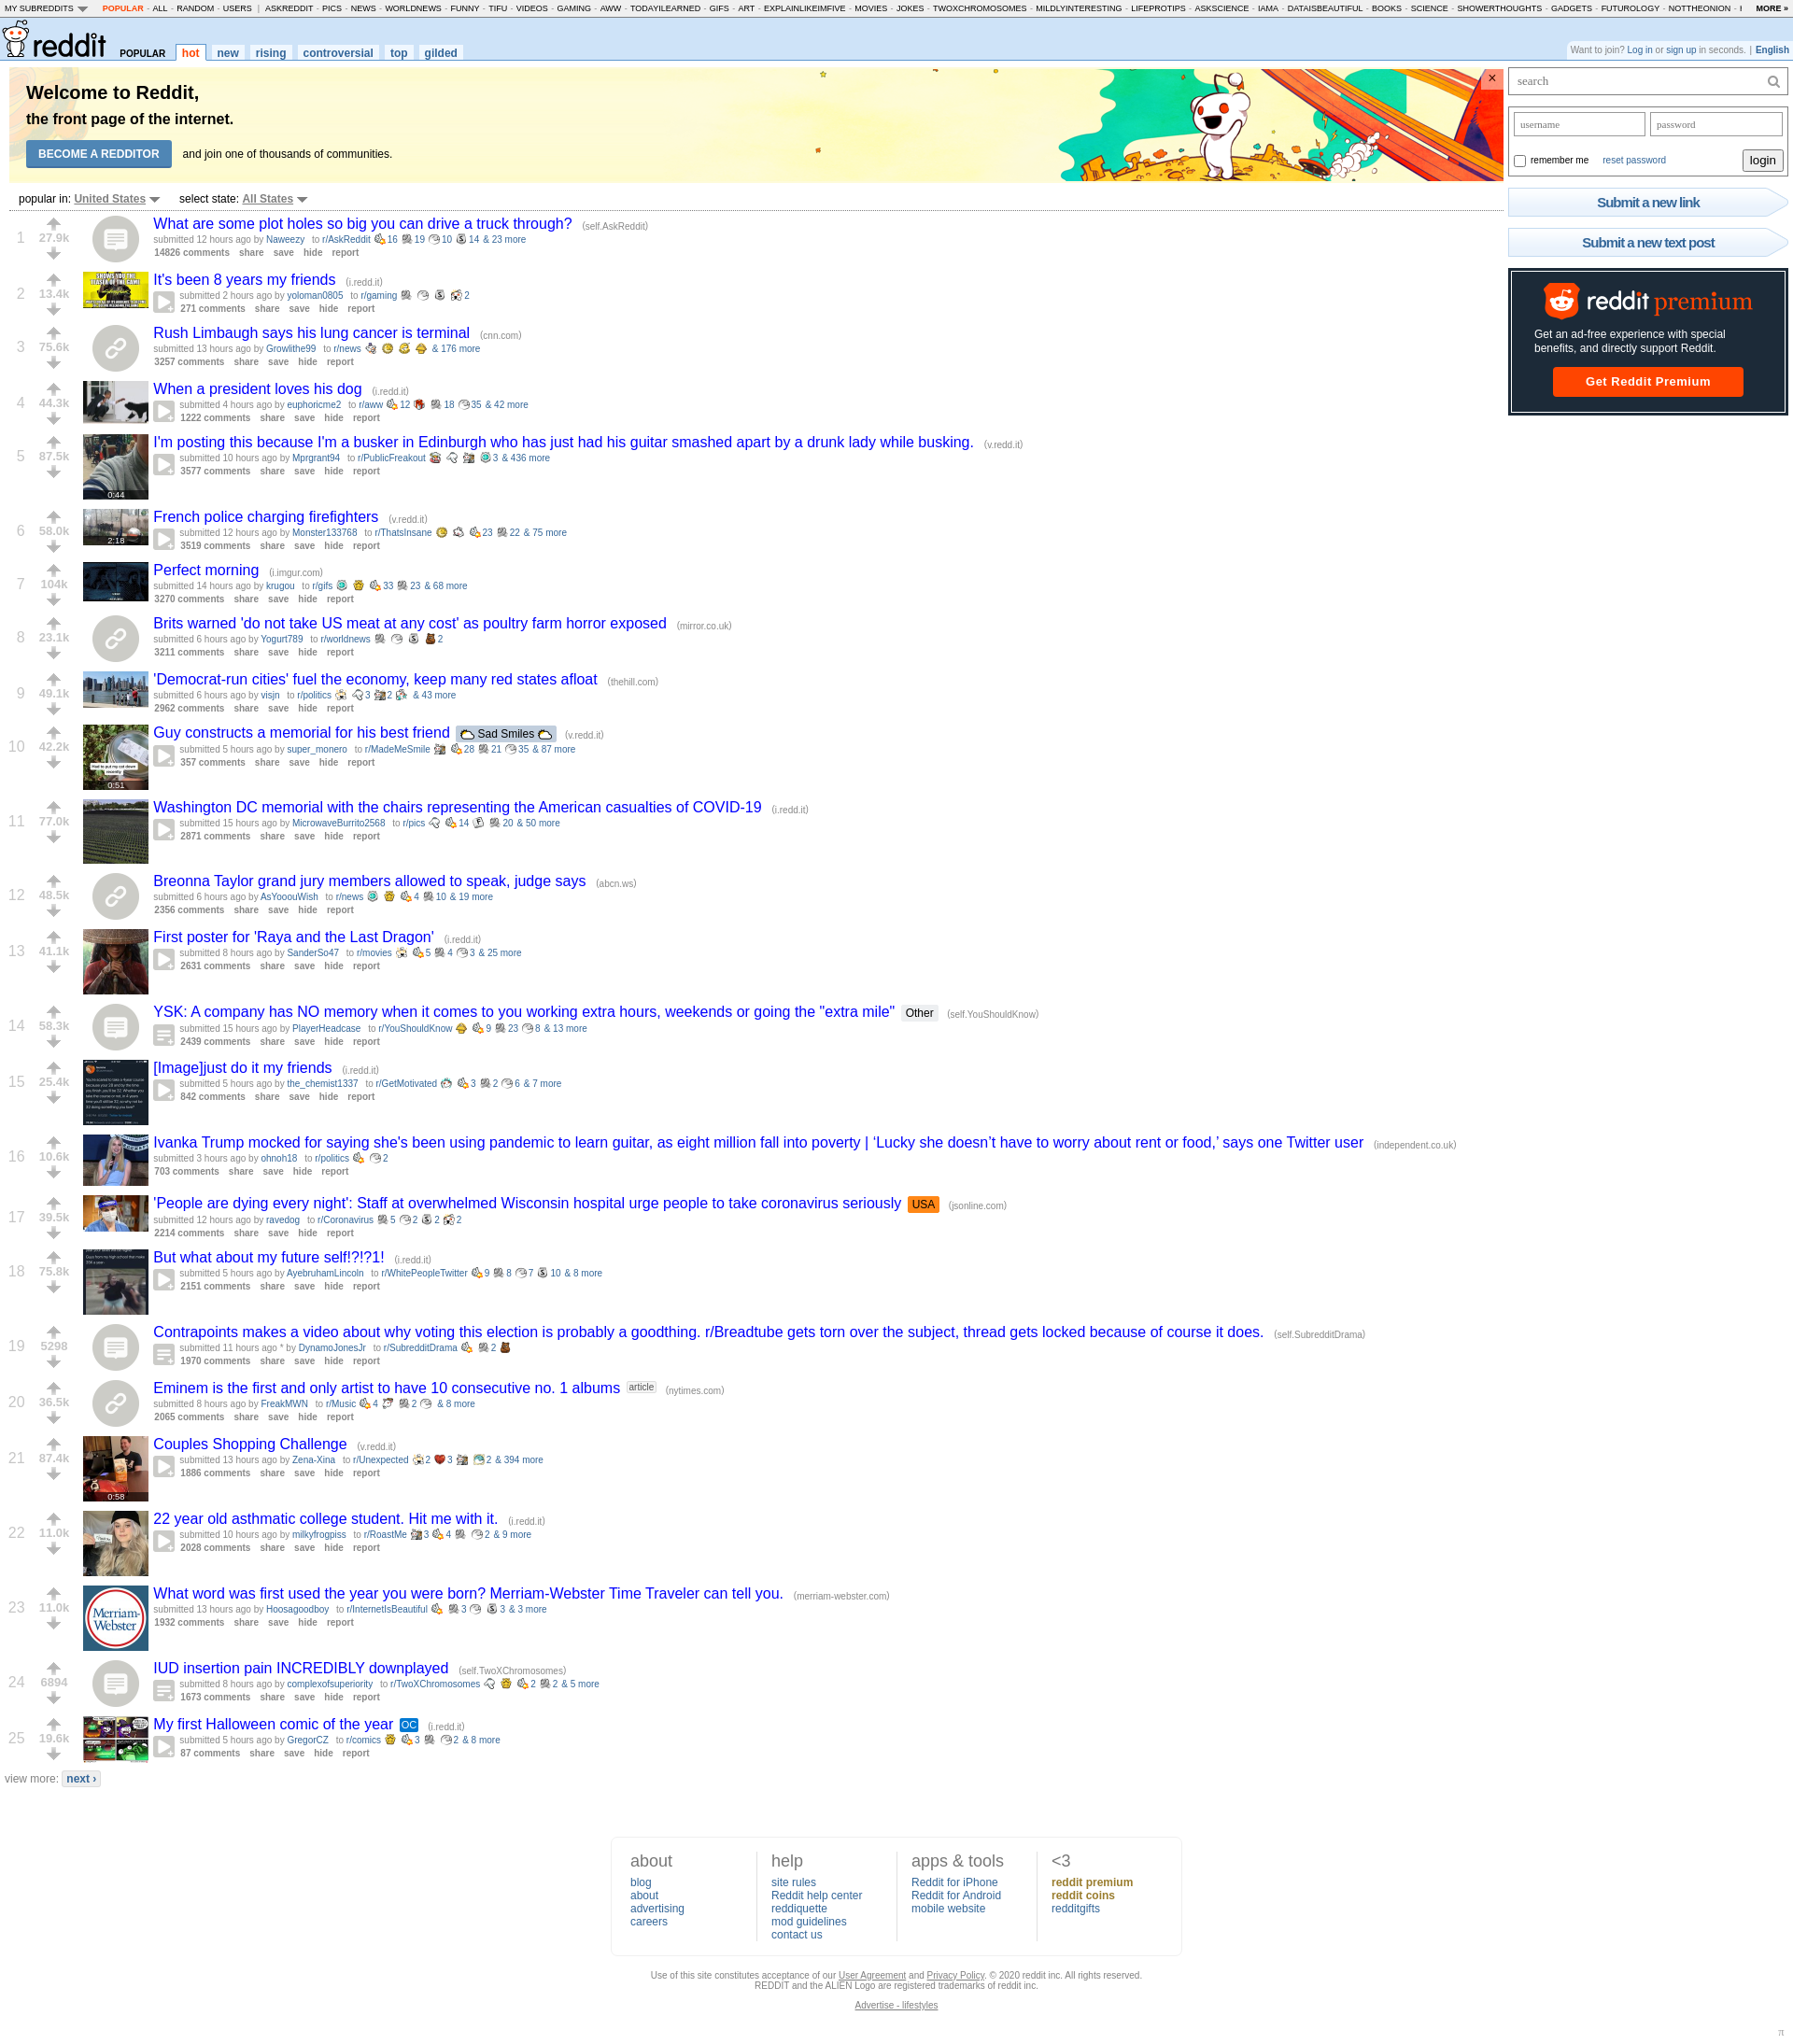 MY SUBREDDITS POPULAR - ALL - RANDOM - USERS | ASKREDDIT - PICS - NEWS - WORLDNEWS - FUNNY - TIFU - VIDEOS - GAMING - AWW - TODAYILEARNED - GIFS - ART - EXPLAINLIKEIMFIVE - MOVIES - JOKES - TWOXCHROMOSOMES - MILDLYINTERESTING - LIFEPROTIPS - ASKSCIENCE - IAMA - DATAISBEAUTIFUL - BOOKS - SCIENCE - SHOWERTHOUGHTS - GADGETS - FUTUROLOGY - NOTTHEONION - I MORE »
reddit POPULAR hot new rising controversial top gilded
Want to join? Log in or sign up in seconds. | English
Welcome to Reddit,
the front page of the internet.
BECOME A REDDITOR and join one of thousands of communities.
×
search
username password
remember me reset password login
Submit a new link
Submit a new text post
reddit premium
Get an ad-free experience with special
benefits, and directly support Reddit.
Get Reddit Premium
popular in: United States select state: All States
1 27.9k What are some plot holes so big you can drive a truck through? (self.AskReddit)
submitted 12 hours ago by Naweezy to r/AskReddit 16 19 10 14 & 23 more
14826 comments share save hide report
2 13.4k It's been 8 years my friends (i.redd.it)
submitted 2 hours ago by yoloman0805 to r/gaming 2
271 comments share save hide report
3 75.6k Rush Limbaugh says his lung cancer is terminal (cnn.com)
submitted 13 hours ago by Growlithe99 to r/news & 176 more
3257 comments share save hide report
4 44.3k When a president loves his dog (i.redd.it)
submitted 4 hours ago by euphoricme2 to r/aww 12 18 35 & 42 more
1222 comments share save hide report
5 87.5k I'm posting this because I'm a busker in Edinburgh who has just had his guitar smashed apart by a drunk lady while busking. (v.redd.it)
submitted 10 hours ago by Mprgrant94 to r/PublicFreakout 3 & 436 more
3577 comments share save hide report
0:44
6 58.0k French police charging firefighters (v.redd.it)
submitted 12 hours ago by Monster133768 to r/ThatsInsane 23 22 & 75 more
3519 comments share save hide report
2:18
7 104k Perfect morning (i.imgur.com)
submitted 14 hours ago by krugou to r/gifs 33 23 & 68 more
3270 comments share save hide report
8 23.1k Brits warned 'do not take US meat at any cost' as poultry farm horror exposed (mirror.co.uk)
submitted 6 hours ago by Yogurt789 to r/worldnews 2
3211 comments share save hide report
9 49.1k 'Democrat-run cities' fuel the economy, keep many red states afloat (thehill.com)
submitted 6 hours ago by visjn to r/politics 3 2 & 43 more
2962 comments share save hide report
10 42.2k Guy constructs a memorial for his best friend Sad Smiles (v.redd.it)
submitted 5 hours ago by super_monero to r/MadeMeSmile 28 21 35 & 87 more
357 comments share save hide report
0:51
11 77.0k Washington DC memorial with the chairs representing the American casualties of COVID-19 (i.redd.it)
submitted 15 hours ago by MicrowaveBurrito2568 to r/pics 14 20 & 50 more
2871 comments share save hide report
12 48.5k Breonna Taylor grand jury members allowed to speak, judge says (abcn.ws)
submitted 6 hours ago by AsYooouWish to r/news 4 10 & 19 more
2356 comments share save hide report
13 41.1k First poster for 'Raya and the Last Dragon' (i.redd.it)
submitted 8 hours ago by SanderSo47 to r/movies 5 4 3 & 25 more
2631 comments share save hide report
14 58.3k YSK: A company has NO memory when it comes to you working extra hours, weekends or going the "extra mile" Other (self.YouShouldKnow)
submitted 15 hours ago by PlayerHeadcase to r/YouShouldKnow 9 23 8 & 13 more
2439 comments share save hide report
15 25.4k [Image]just do it my friends (i.redd.it)
submitted 5 hours ago by the_chemist1337 to r/GetMotivated 3 2 6 & 7 more
842 comments share save hide report
16 10.6k Ivanka Trump mocked for saying she's been using pandemic to learn guitar, as eight million fall into poverty | ‘Lucky she doesn’t have to worry about rent or food,’ says one Twitter user (independent.co.uk)
submitted 3 hours ago by ohnoh18 to r/politics 2
703 comments share save hide report
17 39.5k 'People are dying every night': Staff at overwhelmed Wisconsin hospital urge people to take coronavirus seriously USA (jsonline.com)
submitted 12 hours ago by ravedog to r/Coronavirus 5 2 2 2
2214 comments share save hide report
18 75.8k But what about my future self!?!?1! (i.redd.it)
submitted 5 hours ago by AyebruhamLincoln to r/WhitePeopleTwitter 9 8 7 10 & 8 more
2151 comments share save hide report
19 5298 Contrapoints makes a video about why voting this election is probably a goodthing. r/Breadtube gets torn over the subject, thread gets locked because of course it does. (self.SubredditDrama)
submitted 11 hours ago * by DynamoJonesJr to r/SubredditDrama 2
1970 comments share save hide report
20 36.5k Eminem is the first and only artist to have 10 consecutive no. 1 albums article (nytimes.com)
submitted 8 hours ago by FreakMWN to r/Music 4 2 & 8 more
2065 comments share save hide report
21 87.4k Couples Shopping Challenge (v.redd.it)
submitted 13 hours ago by Zena-Xina to r/Unexpected 2 3 2 & 394 more
1886 comments share save hide report
0:58
22 11.0k 22 year old asthmatic college student. Hit me with it. (i.redd.it)
submitted 10 hours ago by milkyfrogpiss to r/RoastMe 3 4 2 & 9 more
2028 comments share save hide report
23 11.0k What word was first used the year you were born? Merriam-Webster Time Traveler can tell you. (merriam-webster.com)
submitted 13 hours ago by Hoosagoodboy to r/InternetIsBeautiful 3 3 & 3 more
1932 comments share save hide report
Merriam-
Webster
24 6894 IUD insertion pain INCREDIBLY downplayed (self.TwoXChromosomes)
submitted 8 hours ago by complexofsuperiority to r/TwoXChromosomes 2 2 & 5 more
1673 comments share save hide report
25 19.6k My first Halloween comic of the year OC (i.redd.it)
submitted 5 hours ago by GregorCZ to r/comics 3 2 & 8 more
87 comments share save hide report
view more: next ›
about
blog
about
advertising
careers
help
site rules
Reddit help center
reddiquette
mod guidelines
contact us
apps & tools
Reddit for iPhone
Reddit for Android
mobile website
<3
reddit premium
reddit coins
redditgifts
Use of this site constitutes acceptance of our User Agreement and Privacy Policy. © 2020 reddit inc. All rights reserved.
REDDIT and the ALIEN Logo are registered trademarks of reddit inc.
Advertise - lifestyles
π